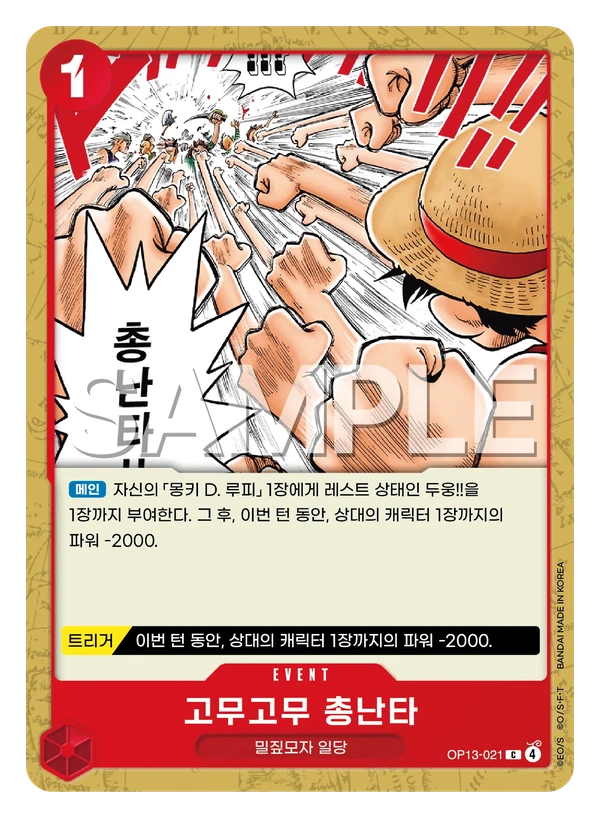 1
!!!
!!
총난타!!
SAMPLE
메인 자신의 「몽키 D. 루피」 1장에게 레스트 상태인 두웅!!을
1장까지 부여한다. 그 후, 이번 턴 동안, 상대의 캐릭터 1장까지의
파워 -2000.
트리거 이번 턴 동안, 상대의 캐릭터 1장까지의 파워 -2000.
EVENT
고무고무 총난타
밀짚모자 일당
OP13-021 C 4
©E.O/S. ©O/S·F·T BANDAI MADE IN KOREA